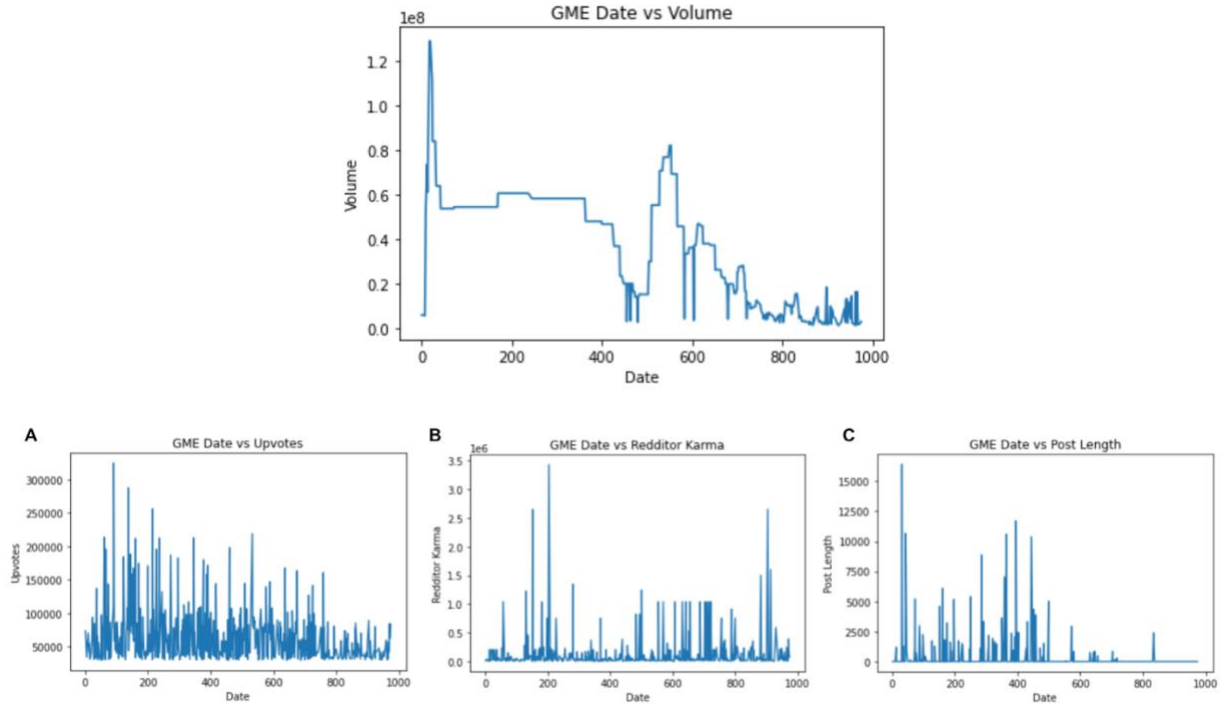 GME Date vs Volume
1e8
1.2
1.0
0.8
0.6
0.4
0.2
0.0
Volume
0 200 400 600 800 1000
Date
A
GME Date vs Upvotes
300000
250000
200000
150000
100000
50000
Upvotes
0 200 400 600 800 1000
Date
B
GME Date vs Redditor Karma
1e6
3.5
3.0
2.5
2.0
1.5
1.0
0.5
0.0
Redditor Karma
0 200 400 600 800 1000
Date
C
GME Date vs Post Length
15000
12500
10000
7500
5000
2500
0
Post Length
0 200 400 600 800 1000
Date